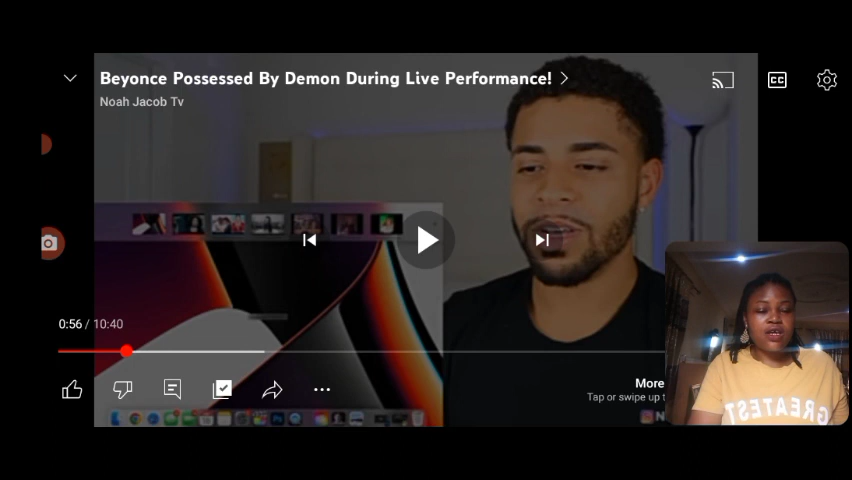 Beyonce Possessed By Demon During Live Performance!
Noah Jacob Tv
CC
0:56 / 10:40
More
Tap or swipe up
GREATEST